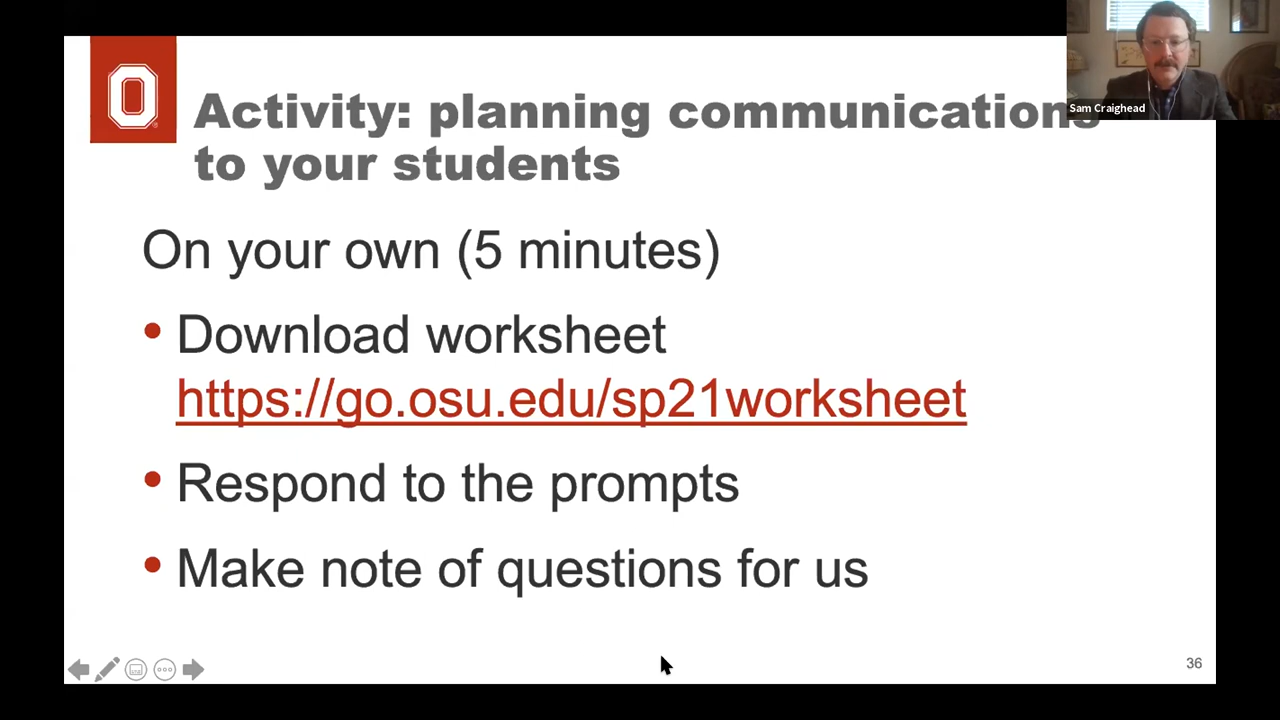 O
Activity: planning communications
to your students
Sam Craighead
On your own (5 minutes)
• Download worksheet
https://go.osu.edu/sp21worksheet
• Respond to the prompts
• Make note of questions for us
36